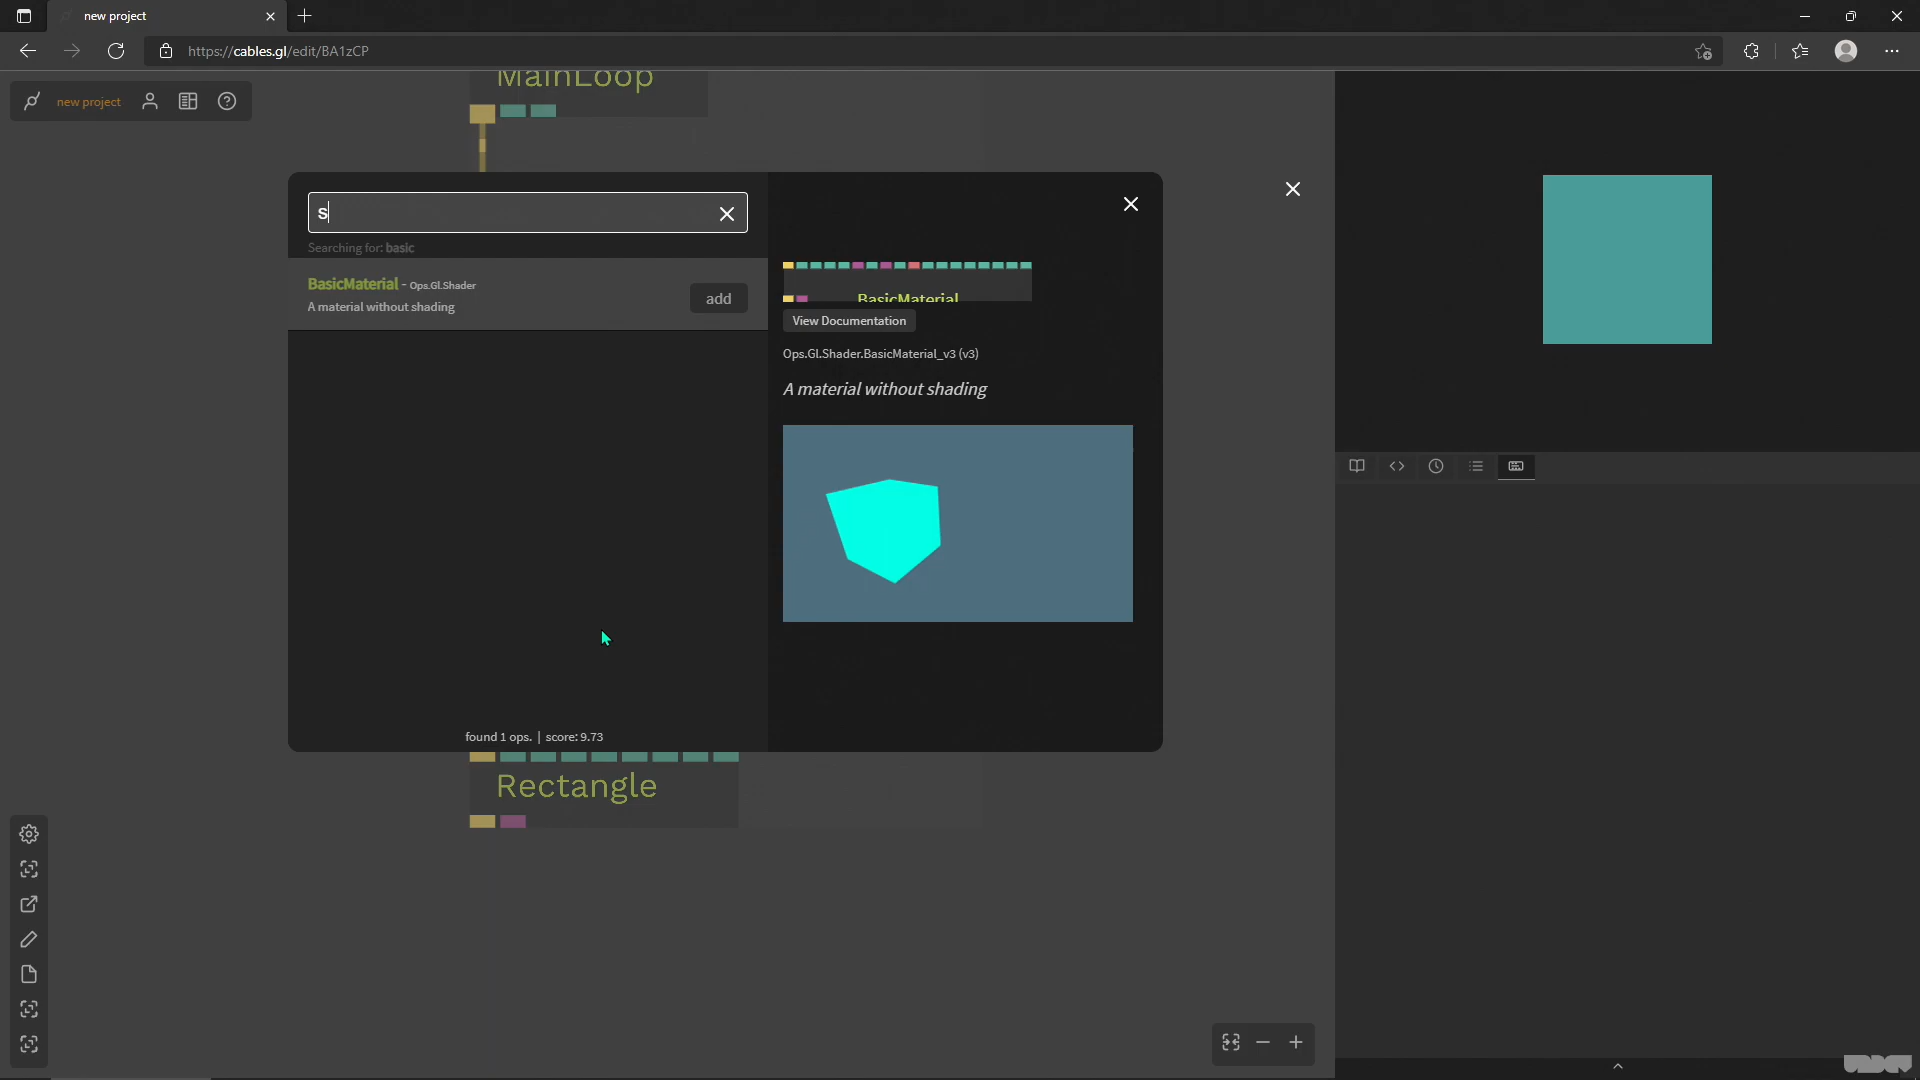 new project
https://cables.gl/edit/BA1zCP
MainLoop
new project
s
Searching for: basic
BasicMaterial - Ops.Gl.Shader
A material without shading
add
BasicMaterial
View Documentation
Ops.Gl.Shader.BasicMaterial_v3 (v3)
A material without shading
found 1 ops. | score: 9.73
Rectangle